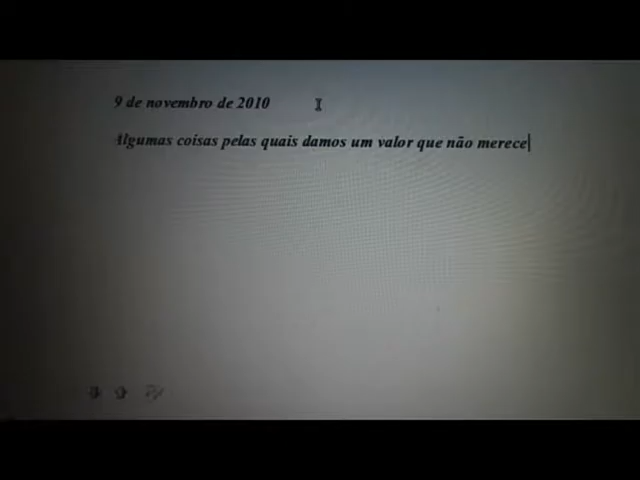 9 de novembro de 2010
Algumas coisas pelas quais damos um valor que não merece